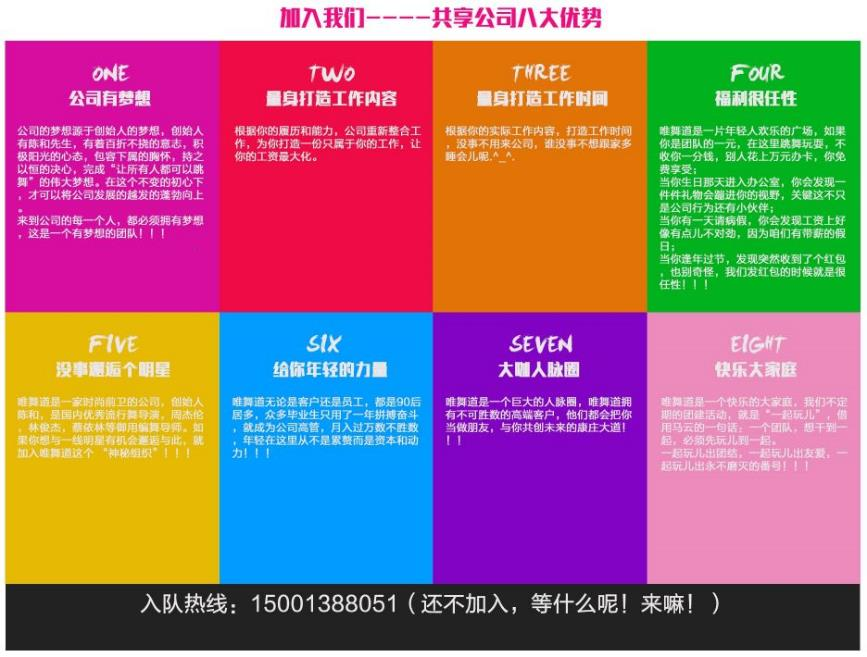 加入我们----共享公司八大优势
ONE
公司有梦想
公司的梦想源于创始人的梦想，创始人
有陈和先生，有着百折不挠的意志，积
极阳光的心态，包容下属的胸怀，持之
以恒的决心，完成“让所有人都可以跳
舞”的伟大梦想。在这个不变的初心下
，才可以将公司发展的越发的蓬勃向上
。
来到公司的每一个人，都必须拥有梦想
，这是一个有梦想的团队！！！
TWO
量身打造工作内容
根据你的履历和能力，公司重新整合工
作，为你打造一份只属于你的工作，让
你的工资最大化。
THREE
量身打造工作时间
根据你的实际工作内容，打造工作时间
，没事不用来公司，谁没事不想跟家多
睡会儿呢.^_^.
FOUR
福利很任性
唯舞道是一片年轻人欢乐的广场，如果
你是团队的一元，在这里跳舞玩耍，不
收你一分钱，别人花上万元办卡，你免
费享受；
当你生日那天进入办公室，你会发现一
件件礼物会蹦进你的视野，关键这不只
是公司行为还有小伙伴；
当你有一天请病假，你会发现工资上好
像有点儿不对劲，因为咱们有带薪的假
日；
当你逢年过节，发现突然收到了个红包
，也别奇怪，我们发红包的时候就是很
任性！！！
FIVE
没事邂逅个明星
唯舞道是一家时尚前卫的公司，创始人
陈和，是国内优秀流行舞导演，周杰伦
，林俊杰，蔡依林等御用编舞导师。如
果你想与一线明星有机会邂逅与此，就
加入唯舞道这个 “神秘组织”！！！
SIX
给你年轻的力量
唯舞道无论是客户还是员工，都是90后
居多，众多毕业生只用了一年拼搏奋斗
，就成为公司高管，月入过万数不胜数
，年轻在这里从不是累赘而是资本和动
力！！！
SEVEN
大咖人脉圈
唯舞道是一个巨大的人脉圈，唯舞道拥
有不可胜数的高端客户，他们都会把你
当做朋友，与你共创未来的康庄大道！
！！
EIGHT
快乐大家庭
唯舞道是一个快乐的大家庭，我们不定
期的团建活动，就是“一起玩儿”，借
用马云的一句话：一个团队，想干到一
起，必须先玩儿到一起。
一起玩儿出团结，一起玩儿出友爱，一
起玩儿出永不磨灭的番号！！！
入队热线：15001388051（还不加入，等什么呢！来嘛！）